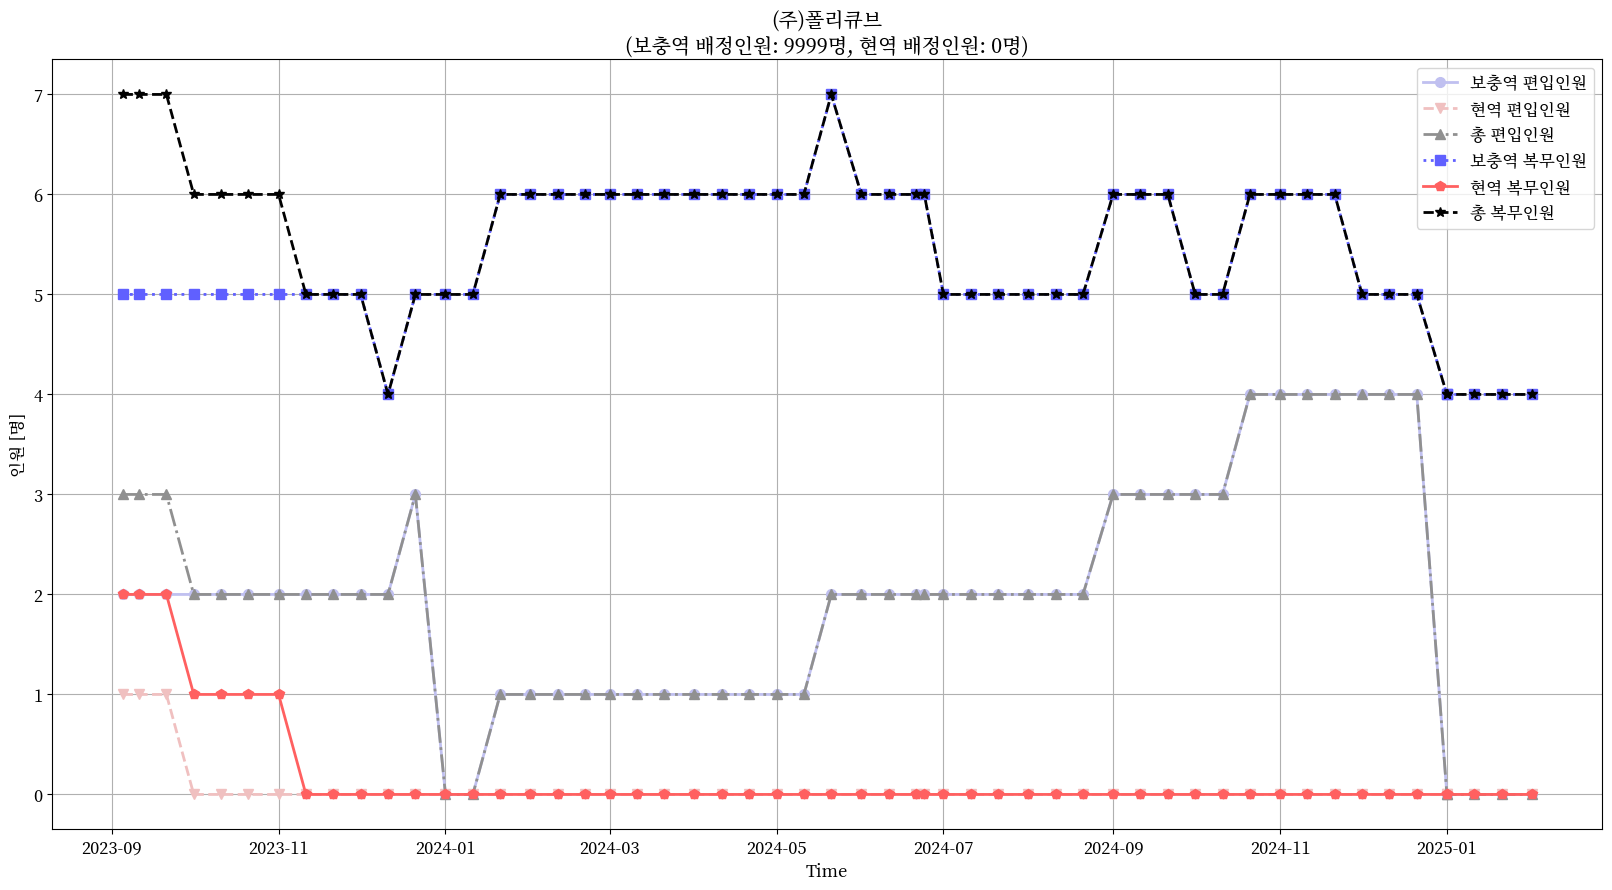 (주)폴리큐브
(보충역 배정인원: 9999명, 현역 배정인원: 0명)
보충역 편입인원
현역 편입인원
총 편입인원
보충역 복무인원
현역 복무인원
총 복무인원
인원 [명]
7
6
5
4
3
2
1
0
2023-09
2023-11
2024-01
2024-03
2024-05
2024-07
2024-09
2024-11
2025-01
Time